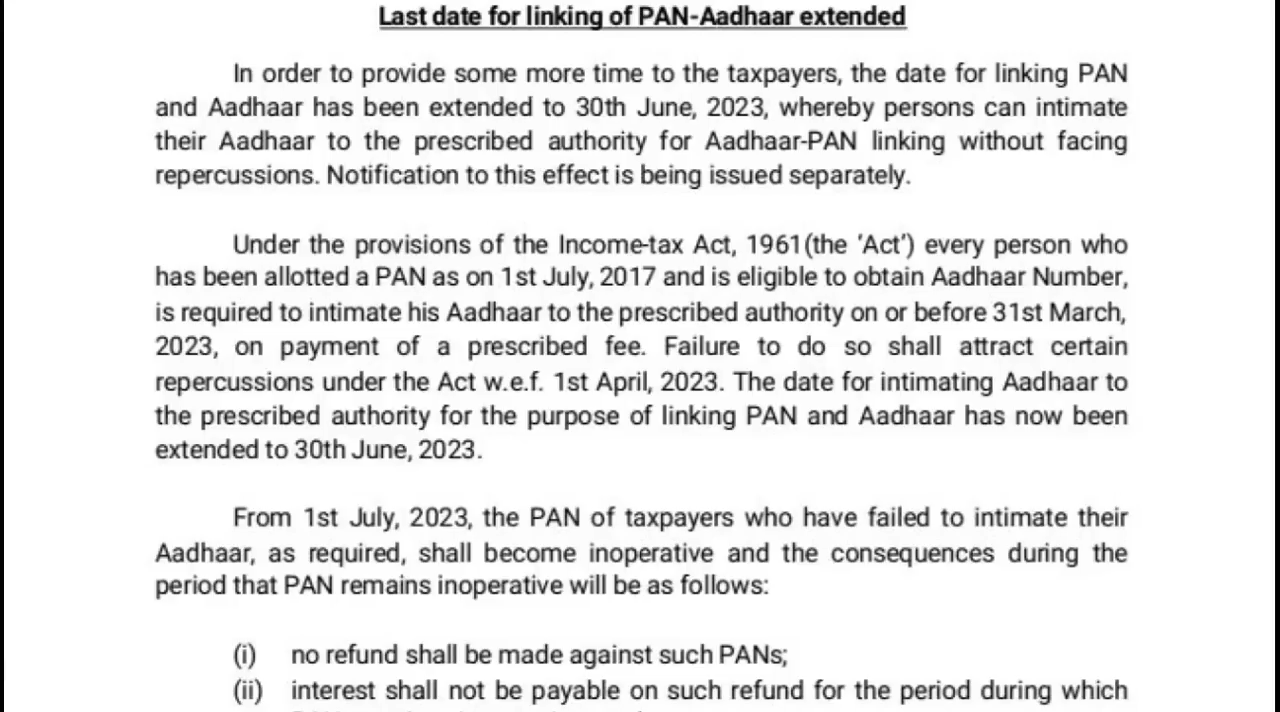 Last date for linking of PAN-Aadhaar extended
In order to provide some more time to the taxpayers, the date for linking PAN
and Aadhaar has been extended to 30th June, 2023, whereby persons can intimate
their Aadhaar to the prescribed authority for Aadhaar-PAN linking without facing
repercussions. Notification to this effect is being issued separately.
Under the provisions of the Income-tax Act, 1961(the ‘Act’) every person who
has been allotted a PAN as on 1st July, 2017 and is eligible to obtain Aadhaar Number,
is required to intimate his Aadhaar to the prescribed authority on or before 31st March,
2023, on payment of a prescribed fee. Failure to do so shall attract certain
repercussions under the Act w.e.f. 1st April, 2023. The date for intimating Aadhaar to
the prescribed authority for the purpose of linking PAN and Aadhaar has now been
extended to 30th June, 2023.
From 1st July, 2023, the PAN of taxpayers who have failed to intimate their
Aadhaar, as required, shall become inoperative and the consequences during the
period that PAN remains inoperative will be as follows:
(i) no refund shall be made against such PANs;
(ii) interest shall not be payable on such refund for the period during which